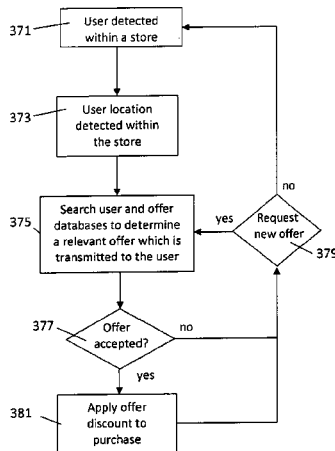 371
User detected
within a store
373
User location
detected within
the store
no
375
Search user and offer
databases to determine
a relevant offer which is
transmitted to the user
yes
Request
new offer
379
377
Offer
accepted?
no
yes
381
Apply offer
discount to
purchase